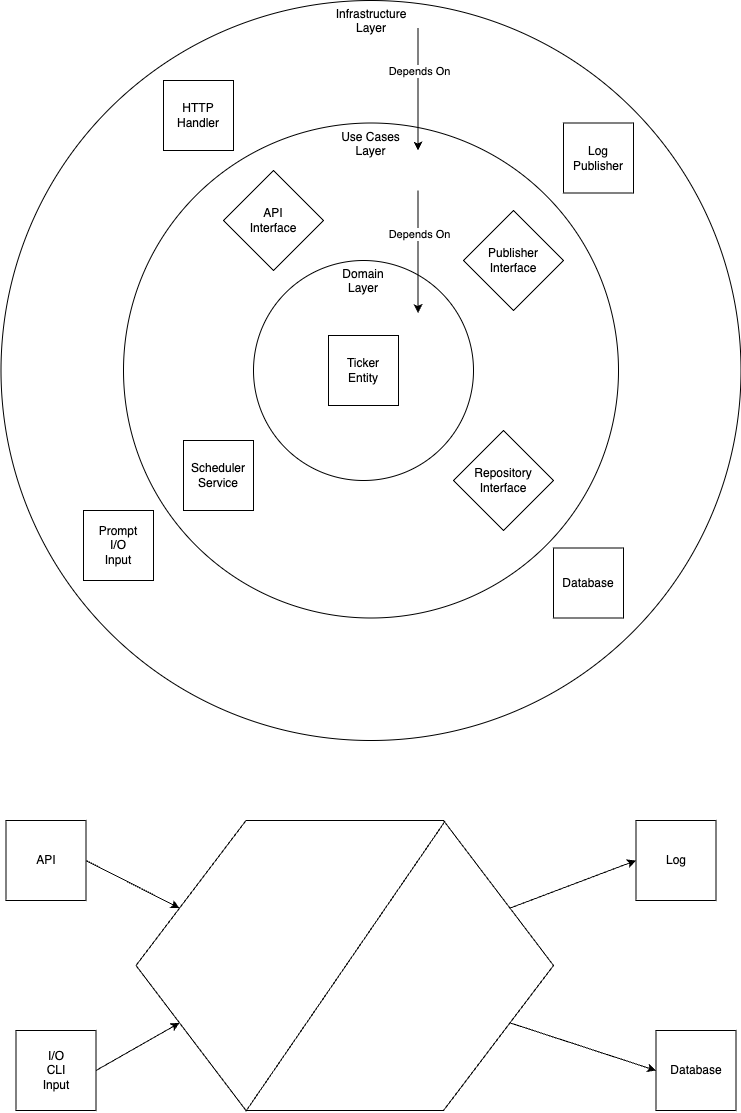 Infrastructure
Layer
Depends On
HTTP
Handler
Use Cases
Layer
Log
Publisher
API
Interface
Depends On
Publisher
Interface
Domain
Layer
Ticker
Entity
Scheduler
Service
Repository
Interface
Prompt
I/O
Input
Database
API
Log
I/O
CLI
Input
Database